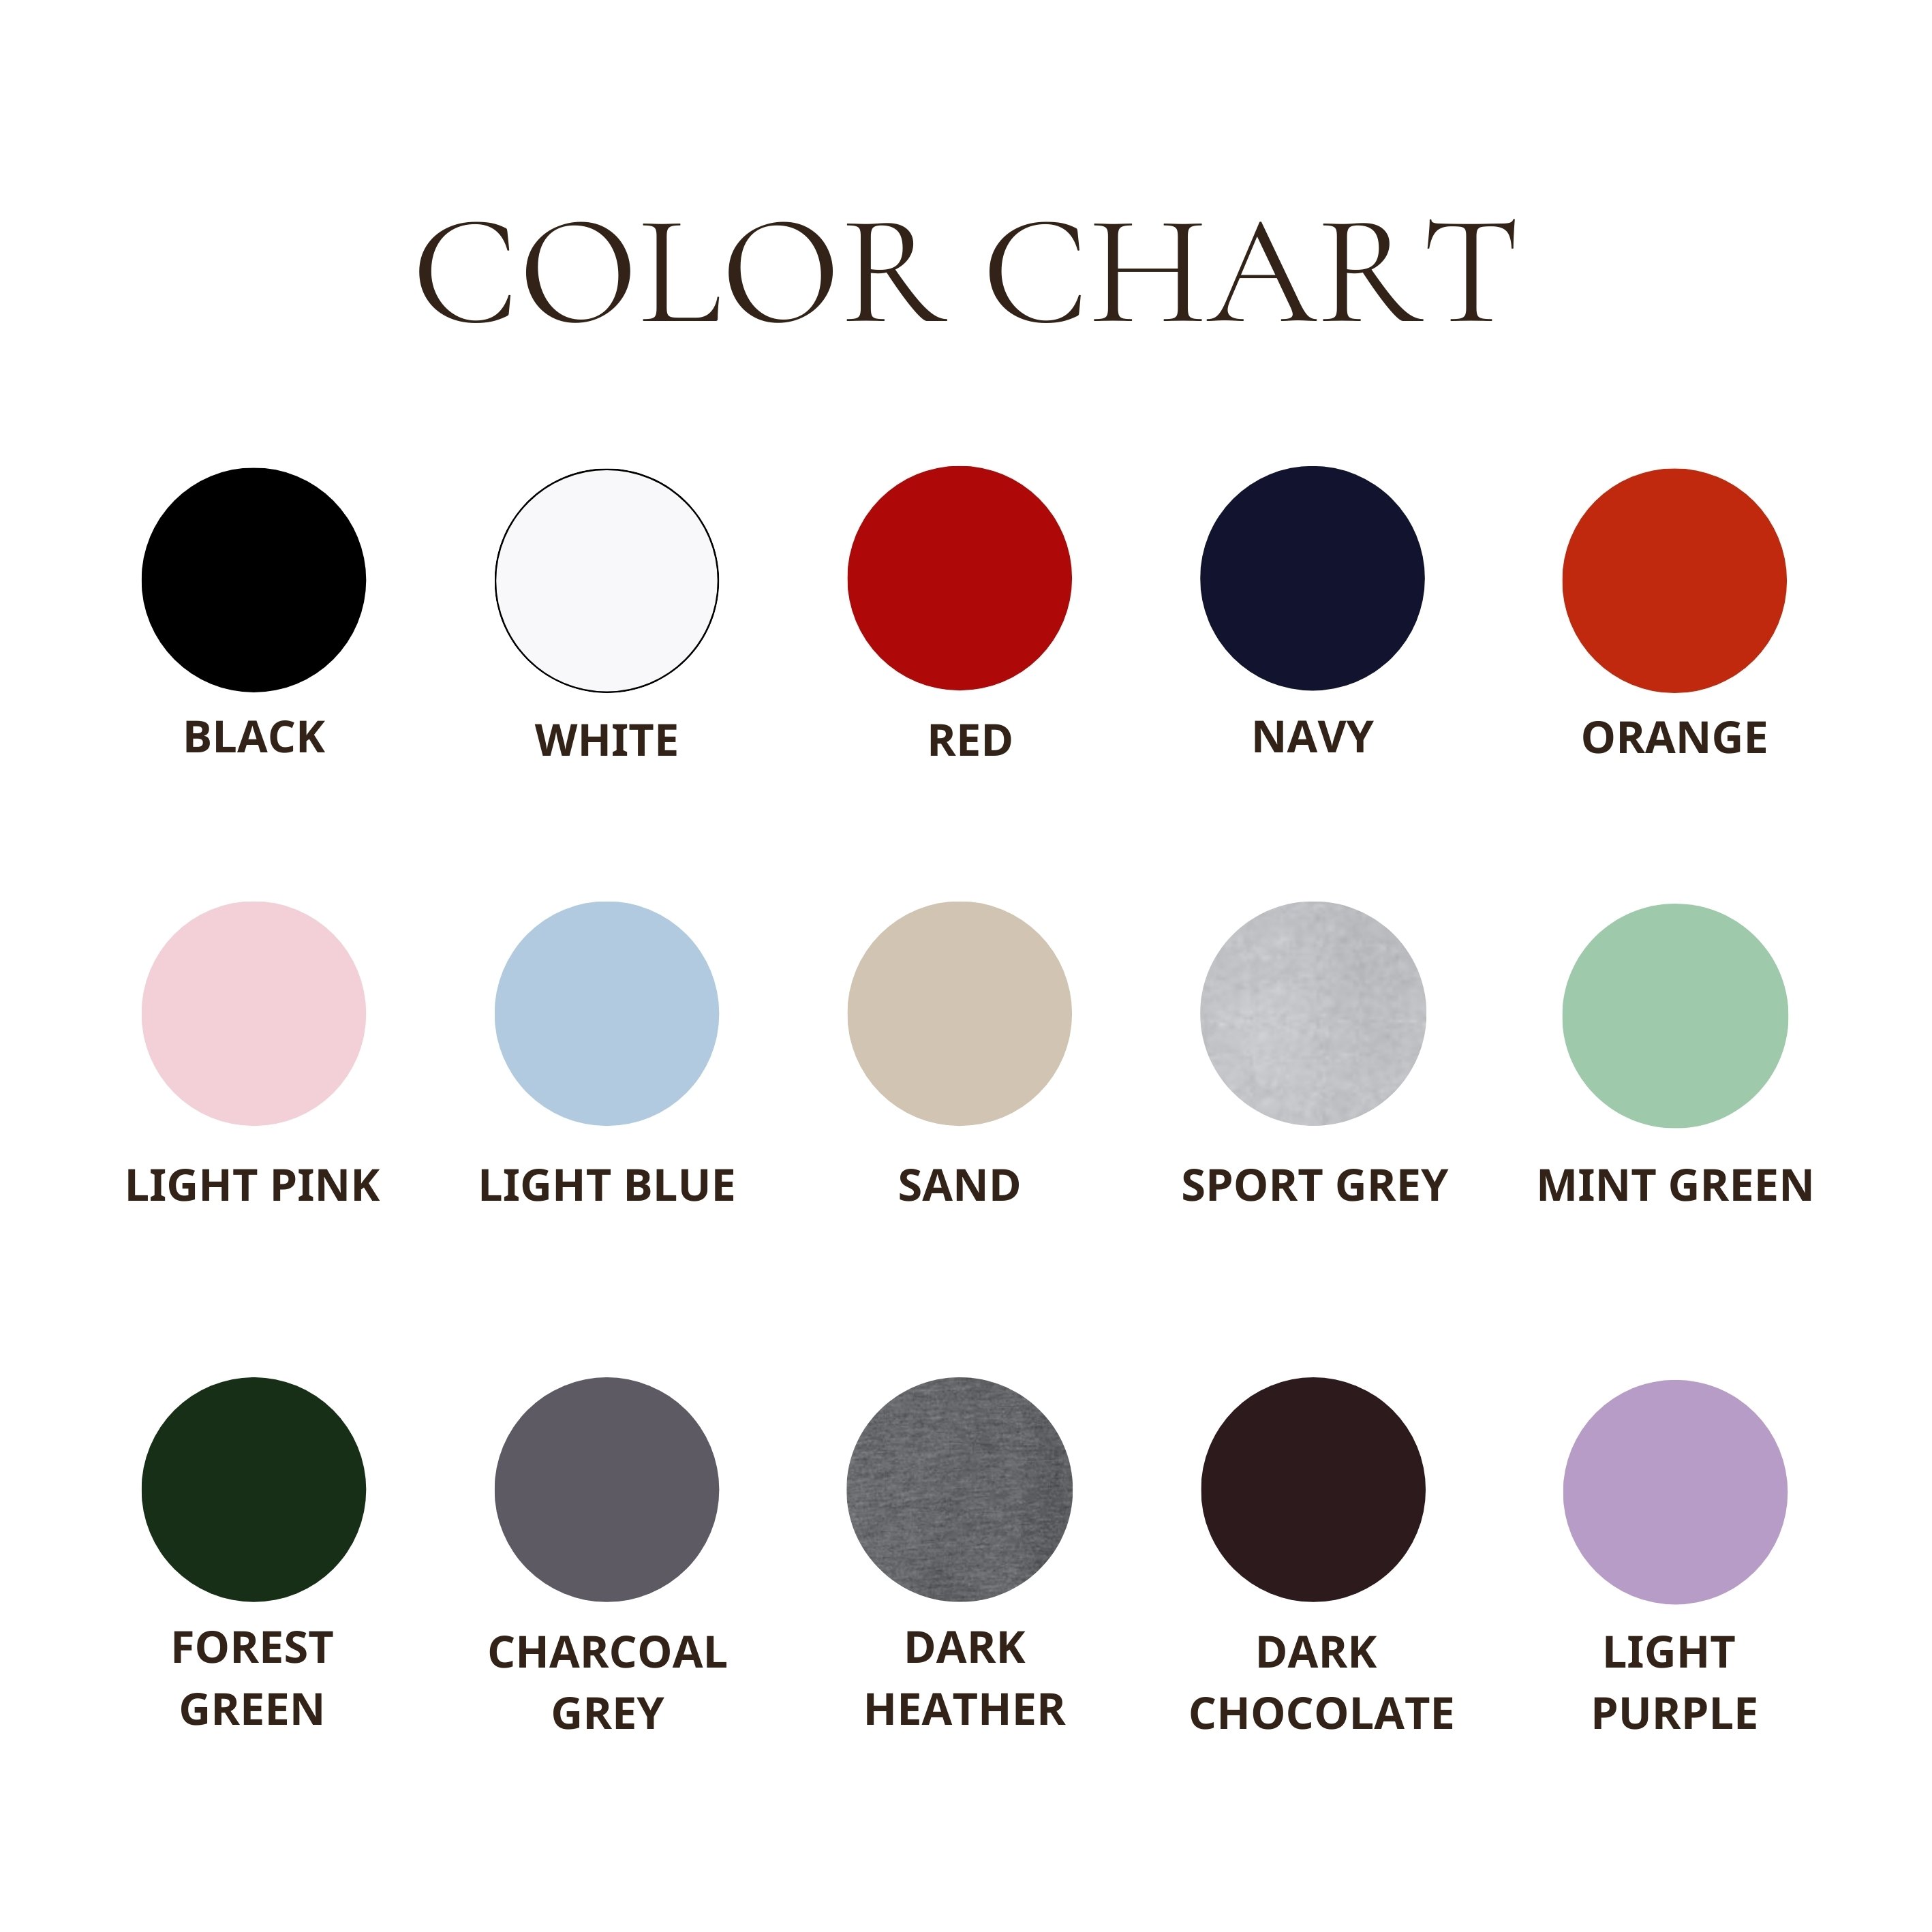 COLOR CHART
BLACK
WHITE
RED
NAVY
ORANGE
LIGHT PINK
LIGHT BLUE
SAND
SPORT GREY
MINT GREEN
FOREST
GREEN
CHARCOAL
GREY
DARK
HEATHER
DARK
CHOCOLATE
LIGHT
PURPLE